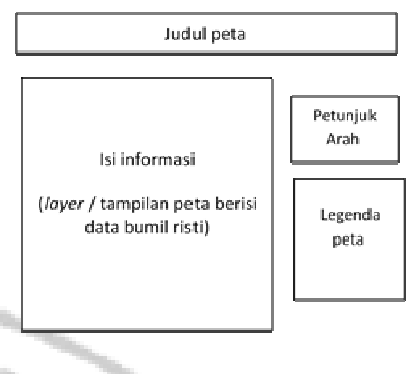 Judul peta
Petunjuk
Arah
Isi informasi
(layer / tampilan peta berisi
data bumil risti)
Legenda
peta